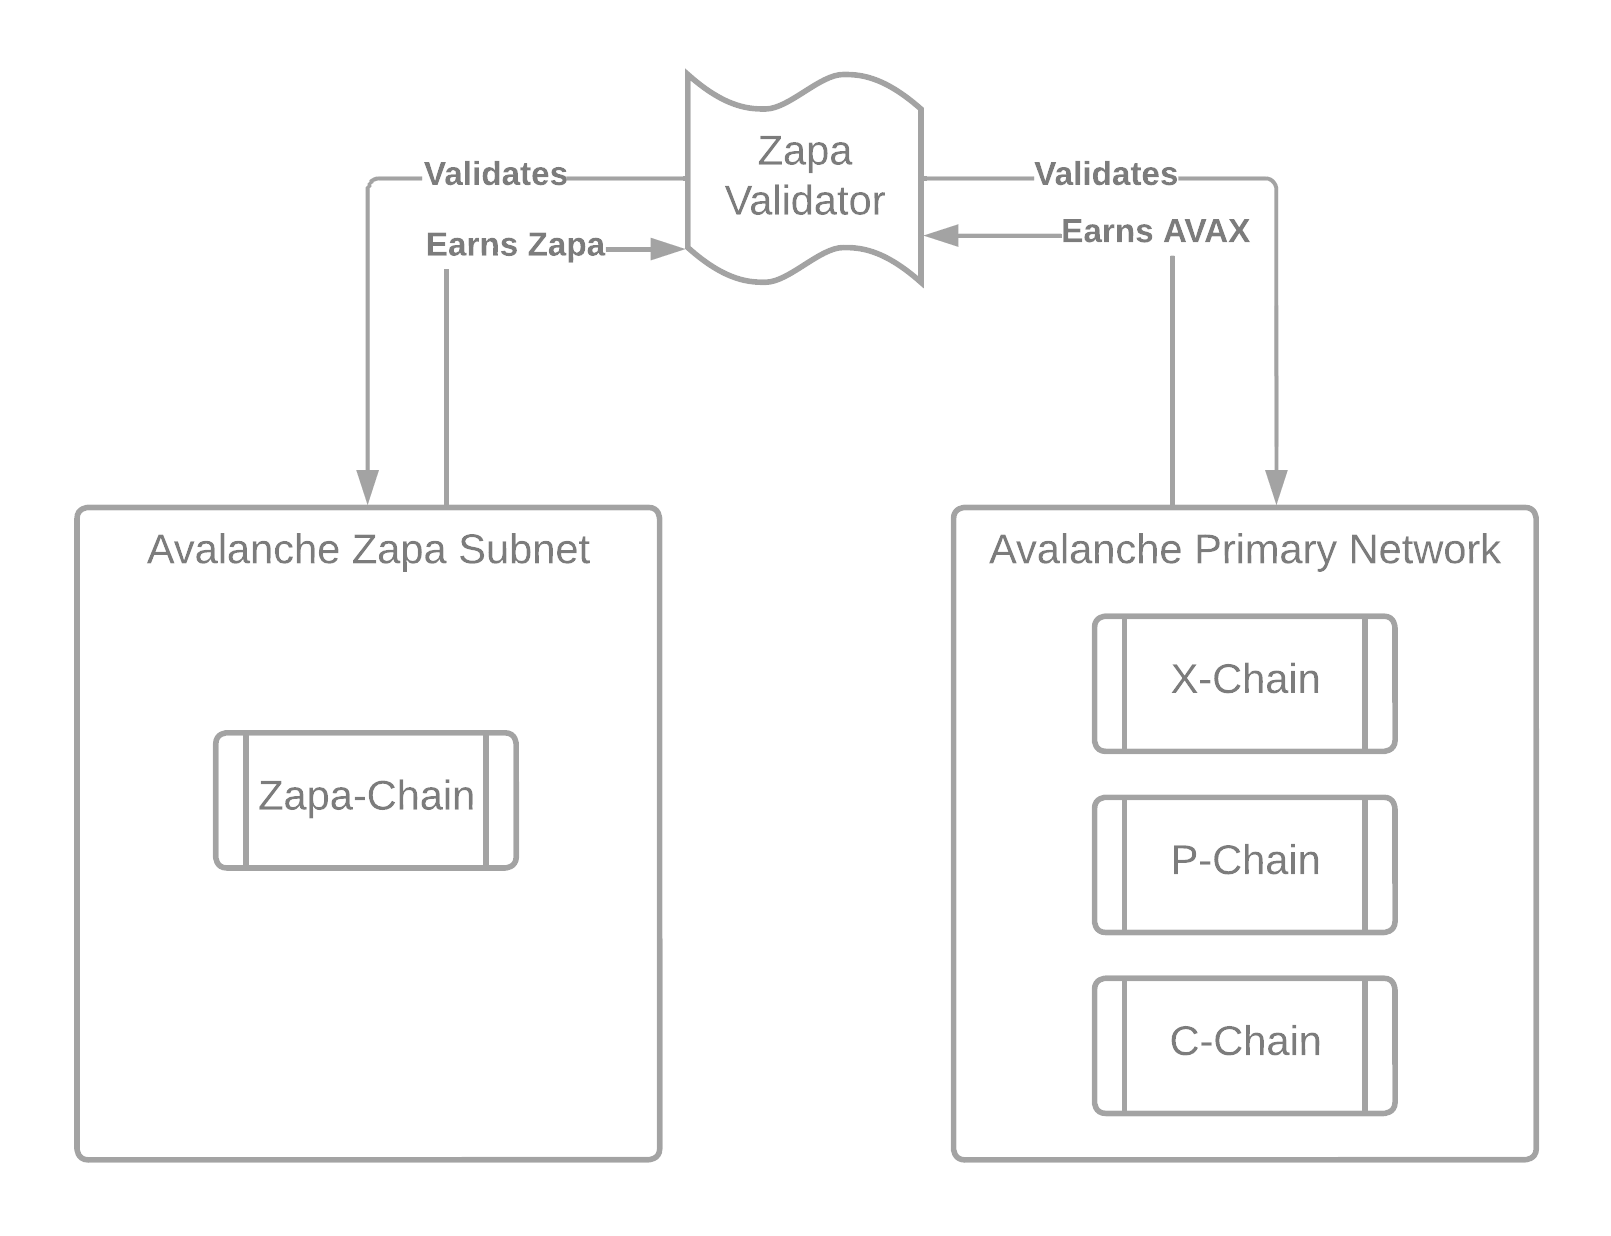 Zapa
Validator
Validates
Validates
Earns Zapa
Earns AVAX
Avalanche Zapa Subnet
Avalanche Primary Network
Zapa-Chain
X-Chain
P-Chain
C-Chain